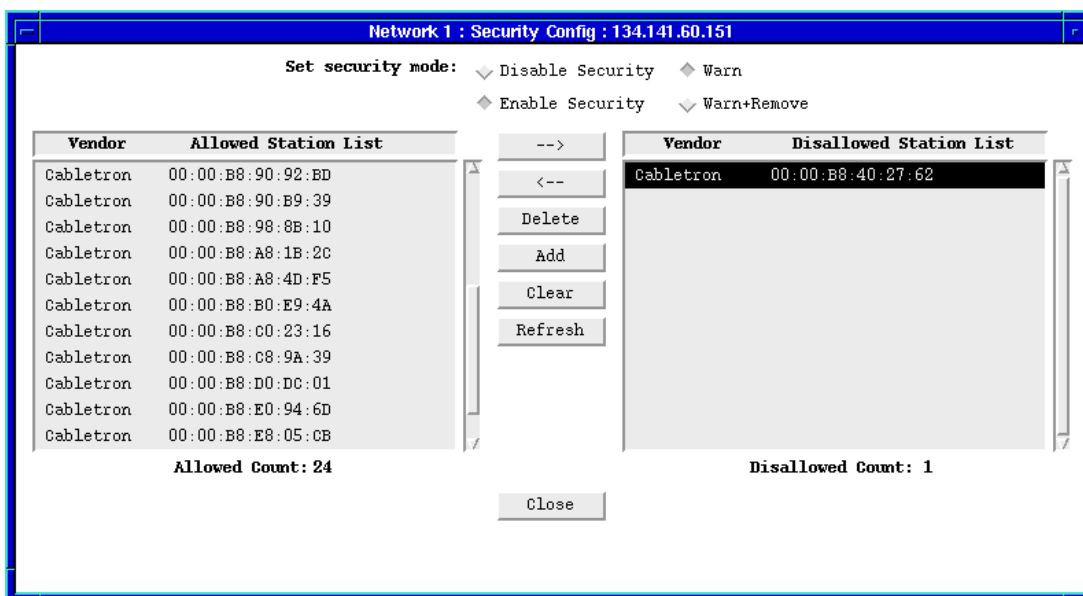 Network 1 : Security Config : 134.141.60.151
Set security mode: Disable Security Warn
Enable Security Warn+Remove
Vendor Allowed Station List --> Vendor Disallowed Station List
Cabletron 00:00:B8:90:92:BD <-- Cabletron 00:00:B8:40:27:62
Cabletron 00:00:B8:90:B9:39
Cabletron 00:00:B8:98:8B:10 Delete
Cabletron 00:00:B8:A8:1B:2C Add
Cabletron 00:00:B8:A8:4D:F5
Cabletron 00:00:B8:B0:E9:4A Clear
Cabletron 00:00:B8:C0:23:16 Refresh
Cabletron 00:00:B8:C8:9A:39
Cabletron 00:00:B8:D0:DC:01
Cabletron 00:00:B8:E0:94:6D
Cabletron 00:00:B8:E8:05:CB
Allowed Count: 24 Disallowed Count: 1
Close